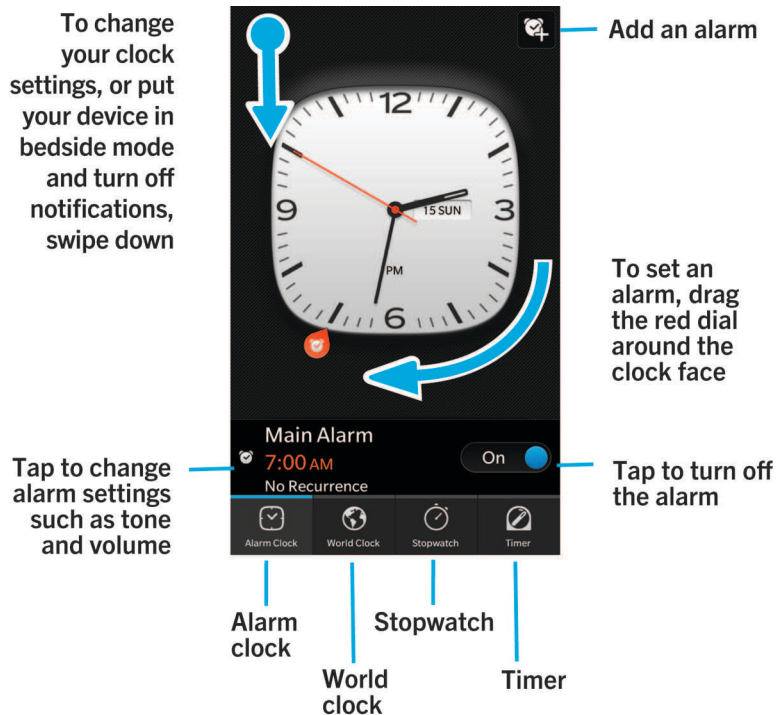 To change
your clock
settings, or put
your device in
bedside mode
and turn off
notifications,
swipe down
Add an alarm
12
15 SUN
9
3
PM
6
To set an
alarm, drag
the red dial
around the
clock face
Main Alarm
7:00 AM
No Recurrence
On
Tap to change
alarm settings
such as tone
and volume
Tap to turn off
the alarm
Alarm Clock
World Clock
Stopwatch
Timer
Alarm
clock
World
clock
Stopwatch
Timer